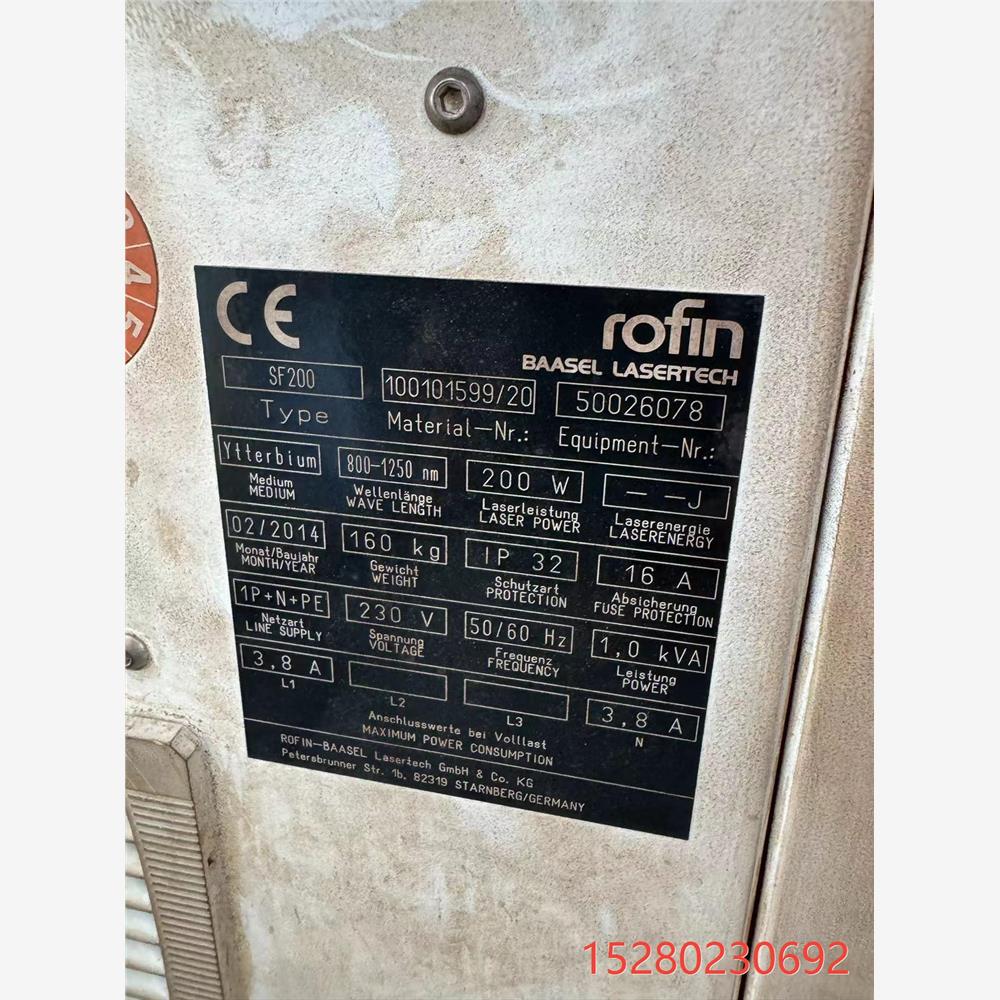 2/4/5
CE
rofin
BAASEL LASERTECH
SF200 100101599/20 50026078
Type Material-Nr.: Equipment-Nr.:
Ytterbium 800-1250 nm 200 W --J
Medium Wellenlänge Laserleistung Laserenergie
MEDIUM WAVE LENGTH LASER POWER LASERENERGY
02/2014 160 kg IP 32 16 A
Monat/Baujahr Gewicht Schutzart Absicherung
MONTH/YEAR WEIGHT PROTECTION FUSE PROTECTION
1P+N+PE 230 V 50/60 Hz 1,0 kVA
Netzart Spannung Frequenz Leistung
LINE SUPPLY VOLTAGE FREQUENCY POWER
3,8 A 3,8 A
L1 L2 L3 N
Anschlusswerte bei Volllast
MAXIMUM POWER CONSUMPTION
ROFIN-BAASEL Lasertech GmbH & Co. KG
Petersbrunner Str. 1b, 82319 STARNBERG/GERMANY
15280230692